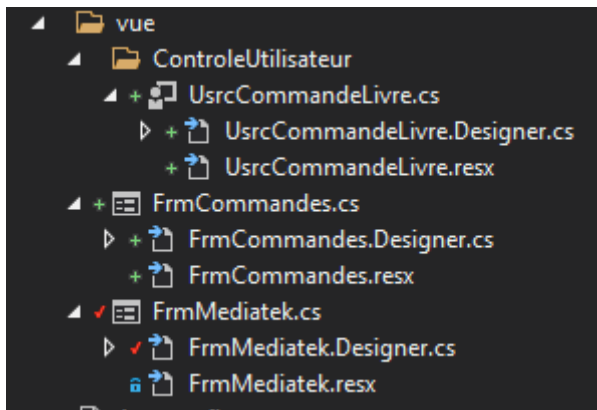 vue
ControleUtilisateur
UsrcCommandeLivre.cs
UsrcCommandeLivre.Designer.cs
UsrcCommandeLivre.resx
FrmCommandes.cs
FrmCommandes.Designer.cs
FrmCommandes.resx
FrmMediatek.cs
FrmMediatek.Designer.cs
FrmMediatek.resx